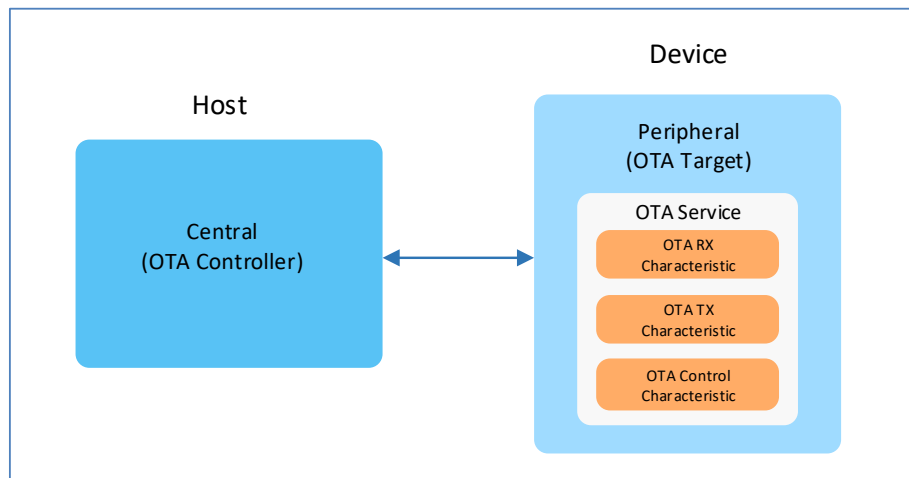 Host
Central
(OTA Controller)
Device
Peripheral
(OTA Target)
OTA Service
OTA RX
Characteristic
OTA TX
Characteristic
OTA Control
Characteristic